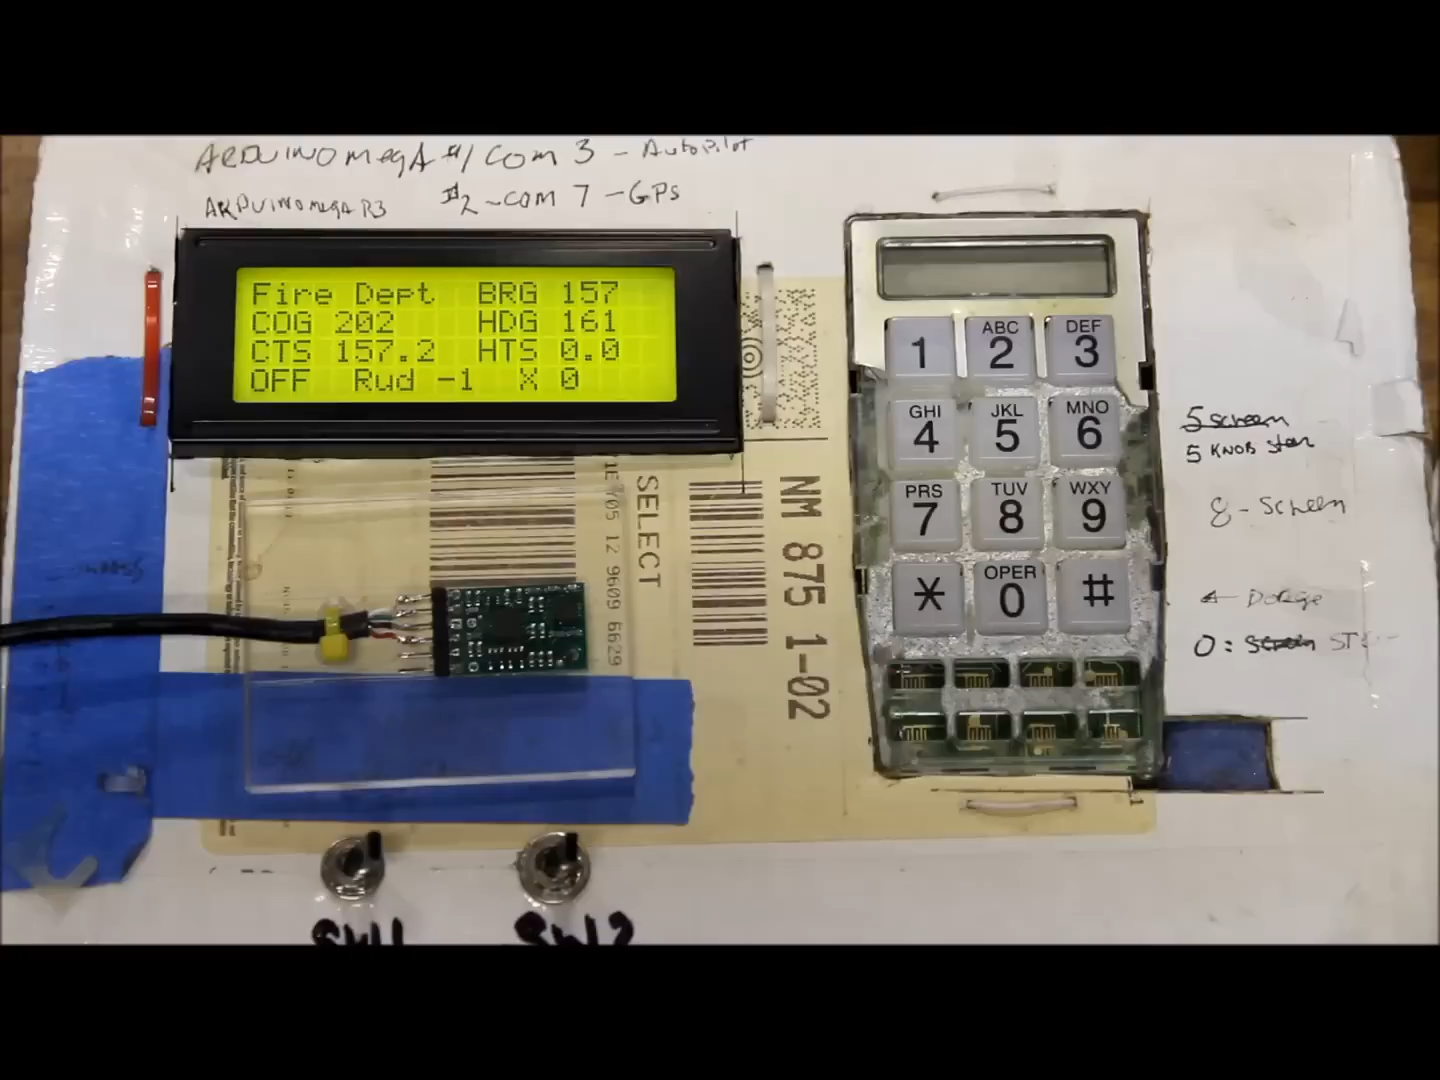 ARDUINO MEGA #1 COM 3 - AUTOPILOT
ARDUINO MEGA R3 #2 - COM 7 - GPS
Fire Dept BRG 157
COG 202 HDG 161
CTS 157.2 HTS 0.0
OFF Rud -1 X 0
SELECT
12 9609 6629
NM 875 1-02
1
ABC
2
DEF
3
GHI
4
JKL
5
MNO
6
PRS
7
TUV
8
WXY
9
*
OPER
0
#
5 screen
5 KNOB
8 - Screen
0: Screen
SW1
SW2